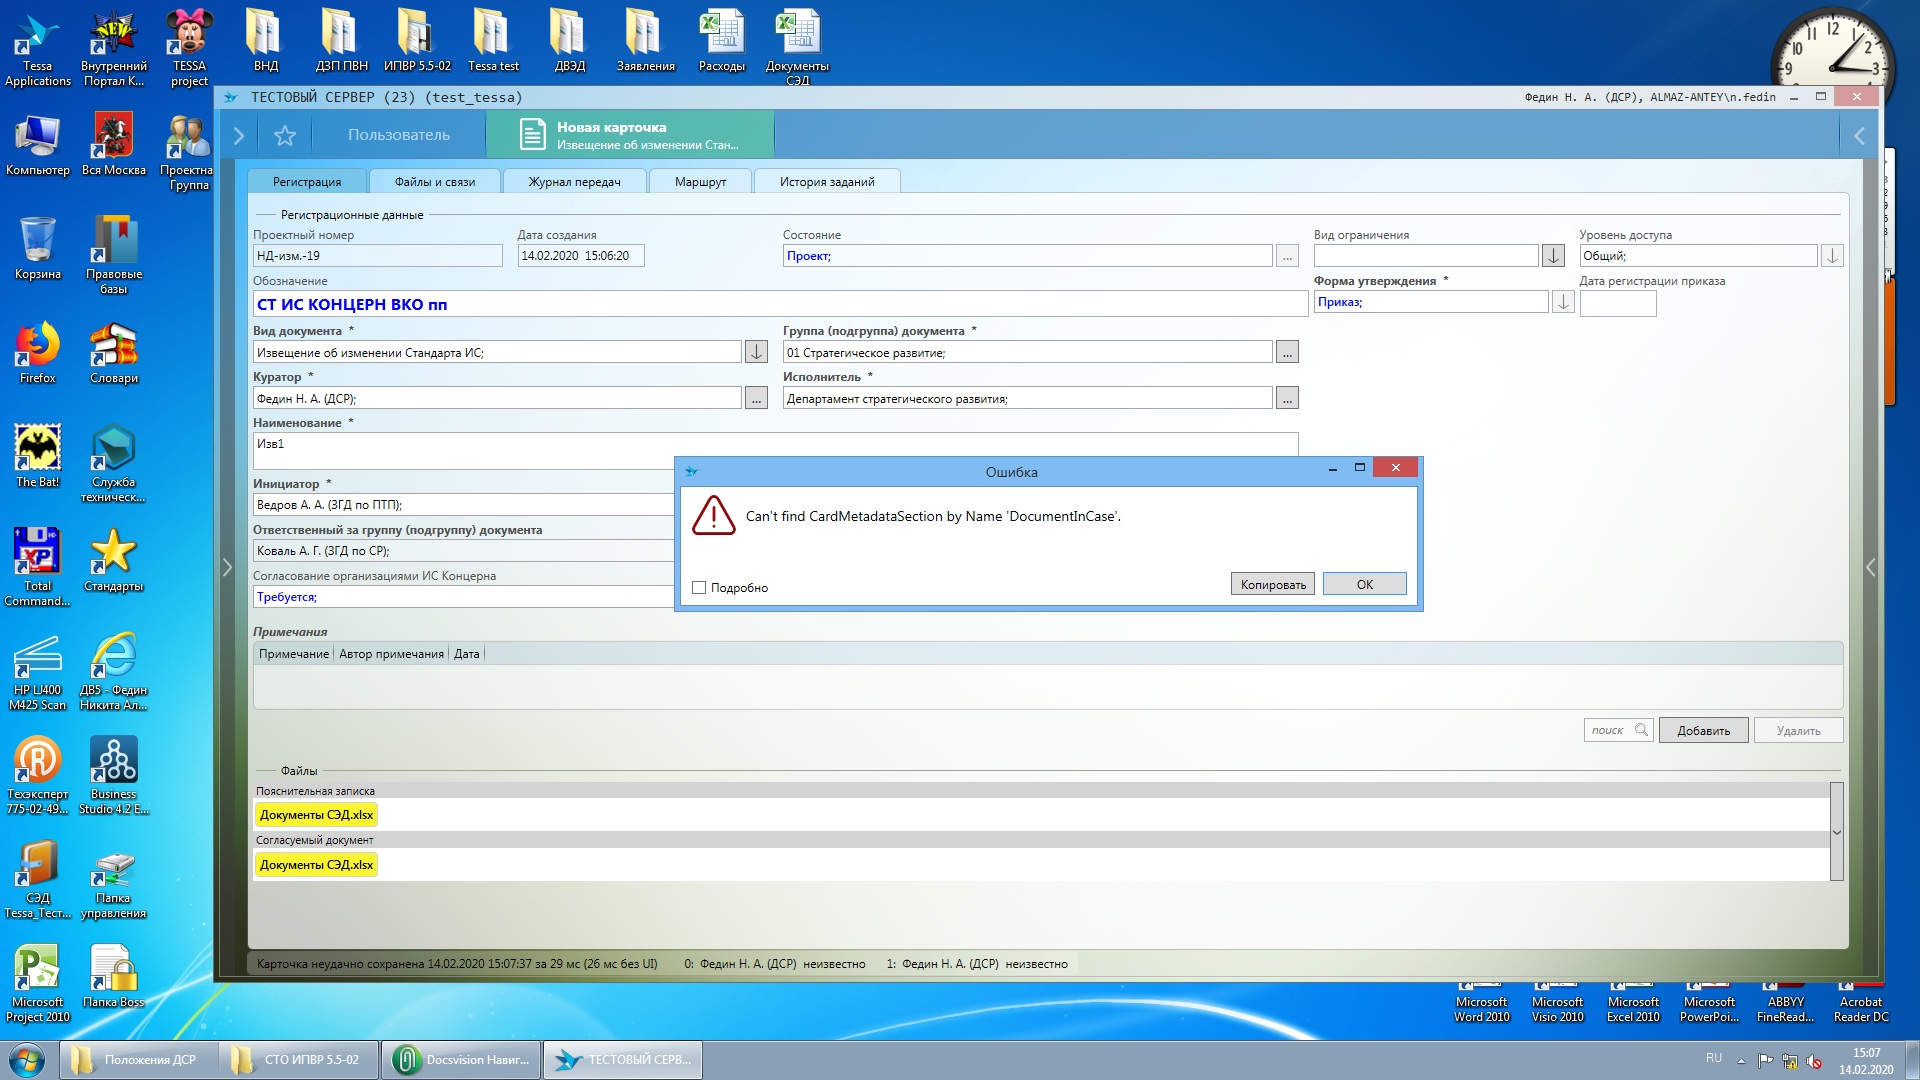 Tessa Applications
Внутренний Портал К...
TESSA project
ВНД
ДЗП ПВН
ИПВР 5.5-02
Tessa test
ДВЭД
Заявления
Расходы
Документы СЭД
12
11
1
10
2
9
3
Компьютер
Вся Москва
Проектна Группа
Корзина
Правовые базы
Firefox
Словари
The Bat!
Служба техническ...
Total Command...
Стандарты
HP LJ400 M425 Scan
ДВ5 - Федин Никита Ал...
Техэксперт 775-02-49...
Business Studio 4.2 E...
СЭД Tessa_Тест...
Папка управления
Microsoft Project 2010
Папка Boss
ТЕСТОВЫЙ СЕРВЕР (23) (test_tessa)
Федин Н. А. (ДСР), ALMAZ-ANTEY\n.fedin
Пользователь
Новая карточка
Извещение об изменении Стан...
Регистрация
Файлы и связи
Журнал передач
Маршрут
История заданий
Регистрационные данные
Проектный номер
Дата создания
Состояние
Вид ограничения
Уровень доступа
НД-изм.-19
14.02.2020 15:06:20
Проект;
...
Общий;
Обозначение
Форма утверждения *
Дата регистрации приказа
СТ ИС КОНЦЕРН ВКО пп
Приказ;
Вид документа *
Группа (подгруппа) документа *
Извещение об изменении Стандарта ИС;
01 Стратегическое развитие;
...
Куратор *
Исполнитель *
Федин Н. А. (ДСР);
...
Департамент стратегического развития;
...
Наименование *
Изв1
Инициатор *
Ведров А. А. (ЗГД по ПТП);
Ответственный за группу (подгруппу) документа
Коваль А. Г. (ЗГД по СР);
Согласование организациями ИС Концерна
Требуется;
Ошибка
Can't find CardMetadataSection by Name 'DocumentInCase'.
Подробно
Копировать
OK
Примечания
Примечание
Автор примечания
Дата
поиск
Добавить
Удалить
Файлы
Пояснительная записка
Документы СЭД.xlsx
Согласуемый документ
Документы СЭД.xlsx
Карточка неудачно сохранена 14.02.2020 15:07:37 за 29 мс (26 мс без UI)
0: Федин Н. А. (ДСР) неизвестно
1: Федин Н. А. (ДСР) неизвестно
Microsoft Word 2010
Microsoft Visio 2010
Microsoft Excel 2010
Microsoft PowerPoi...
ABBYY FineRead...
Acrobat Reader DC
Положения ДСР
СТО ИПВР 5.5-02
Docsvision Навиг...
ТЕСТОВЫЙ СЕРВ...
RU
15:07
14.02.2020